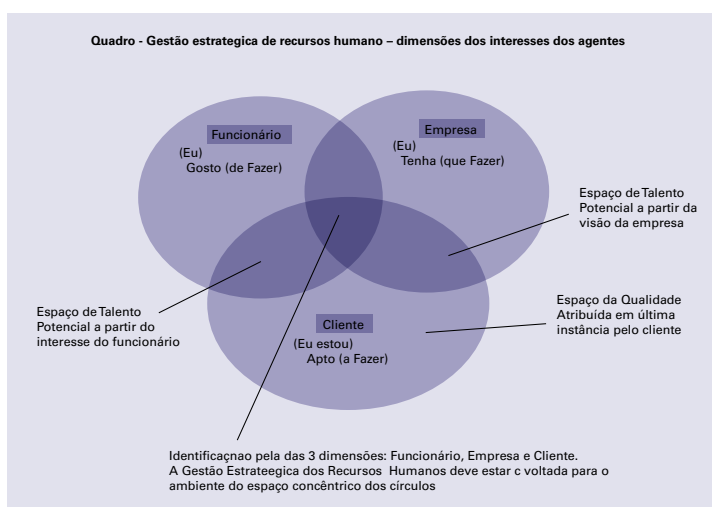 Quadro - Gestão estrategica de recursos humano – dimensões dos interesses dos agentes
Funcionário
(Eu)
Gosto (de Fazer)
Empresa
(Eu)
Tenha (que Fazer)
Espaço de Talento
Potencial a partir da
visão da empresa
Espaço de Talento
Potencial a partir do
interesse do funcionário
Cliente
(Eu estou)
Apto (a Fazer)
Espaço da Qualidade
Atribuída em última
instância pelo cliente
Identificaçnao pela das 3 dimensões: Funcionário, Empresa e Cliente.
A Gestão Estrateegica dos Recursos Humanos deve estar c voltada para o
ambiente do espaço concêntrico dos círculos